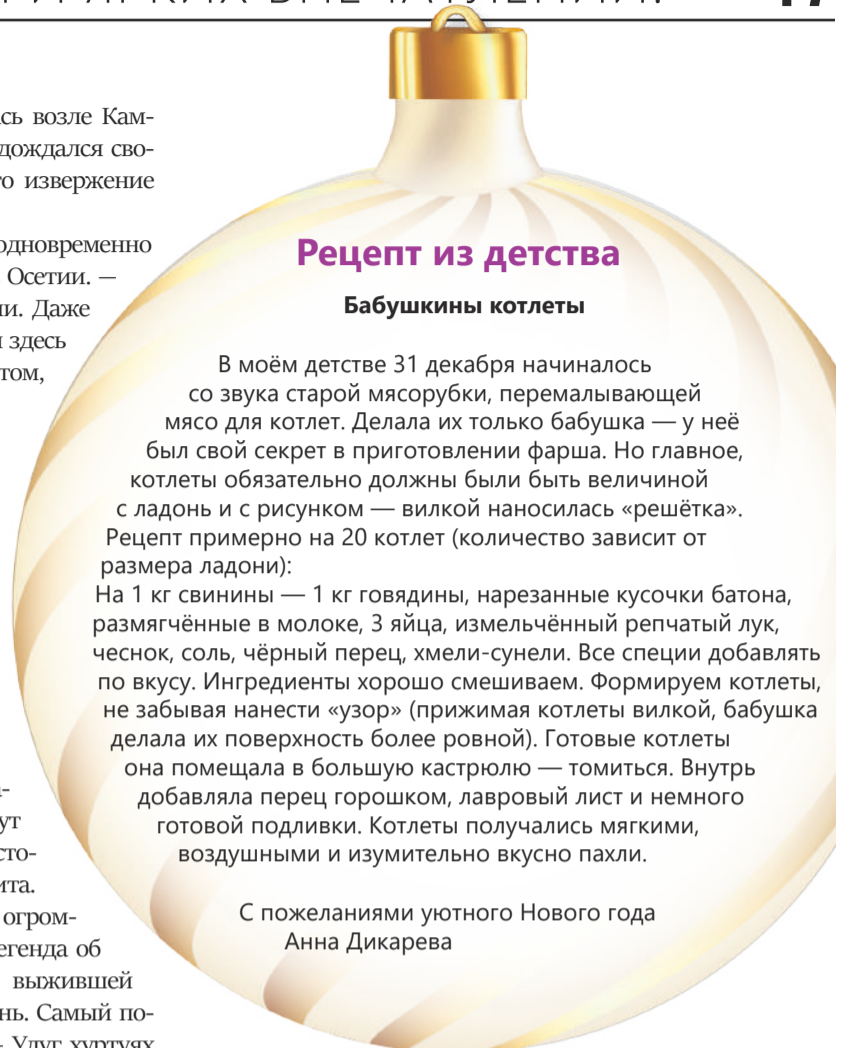 ась возле Кам-
дождался сво-
извержение
одновременно
Осетии. —
Даже
здесь
Рецепт из детства
Бабушкины котлеты
В моём детстве 31 декабря начиналось
со звука старой мясорубки, перемалывающей
мясо для котлет. Делала их только бабушка — у неё
был свой секрет в приготовлении фарша. Но главное,
котлеты обязательно должны были быть величиной
с ладонь и с рисунком — вилкой наносилась «решётка».
Рецепт примерно на 20 котлет (количество зависит от
размера ладони):
На 1 кг свинины — 1 кг говядины, нарезанные кусочки батона,
размягчённые в молоке, 3 яйца, измельчённый репчатый лук,
чеснок, соль, чёрный перец, хмели-сунели. Все специи добавлять
по вкусу. Ингредиенты хорошо смешиваем. Формируем котлеты,
не забывая нанести «узор» (прижимая котлеты вилкой, бабушка
делала их поверхность более ровной). Готовые котлеты
она помещала в большую кастрюлю — томиться. Внутрь
добавляла перец горошком, лавровый лист и немного
готовой подливки. Котлеты получались мягкими,
воздушными и изумительно вкусно пахли.
С пожеланиями уютного Нового года
Анна Дикарева
огром-
егенда об
выжившей
нь. Самый по-